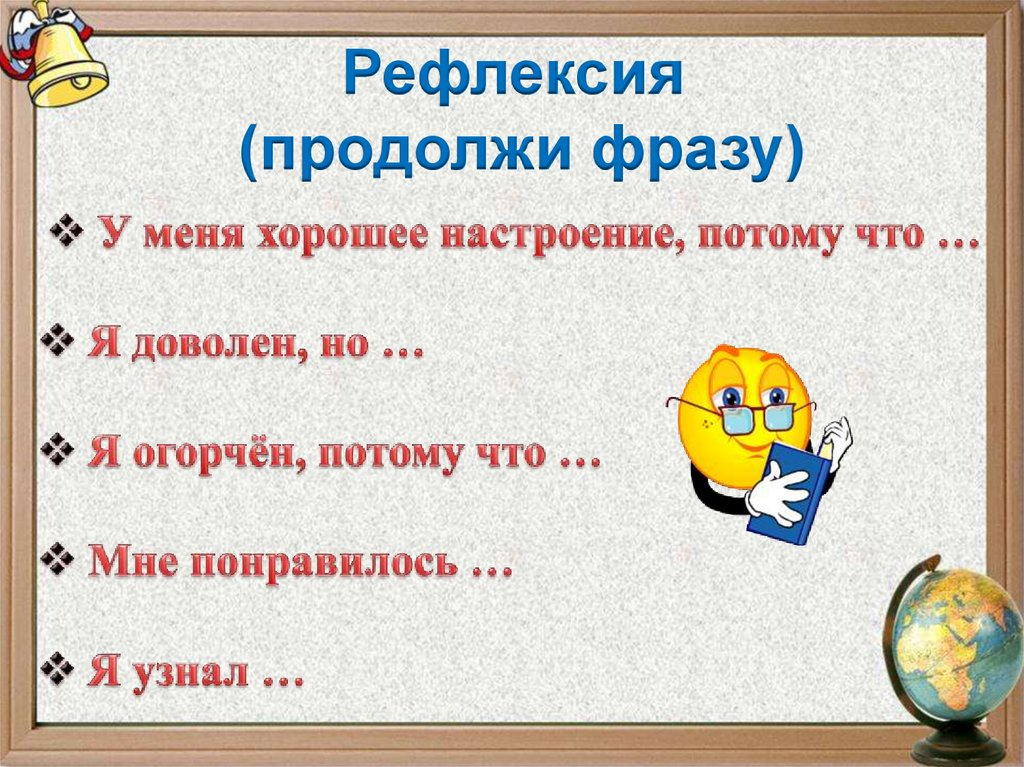 Рефлексия
(продолжи фразу)
❖ У меня хорошее настроение, потому что …
❖ Я доволен, но …
❖ Я огорчён, потому что …
❖ Мне понравилось …
❖ Я узнал …